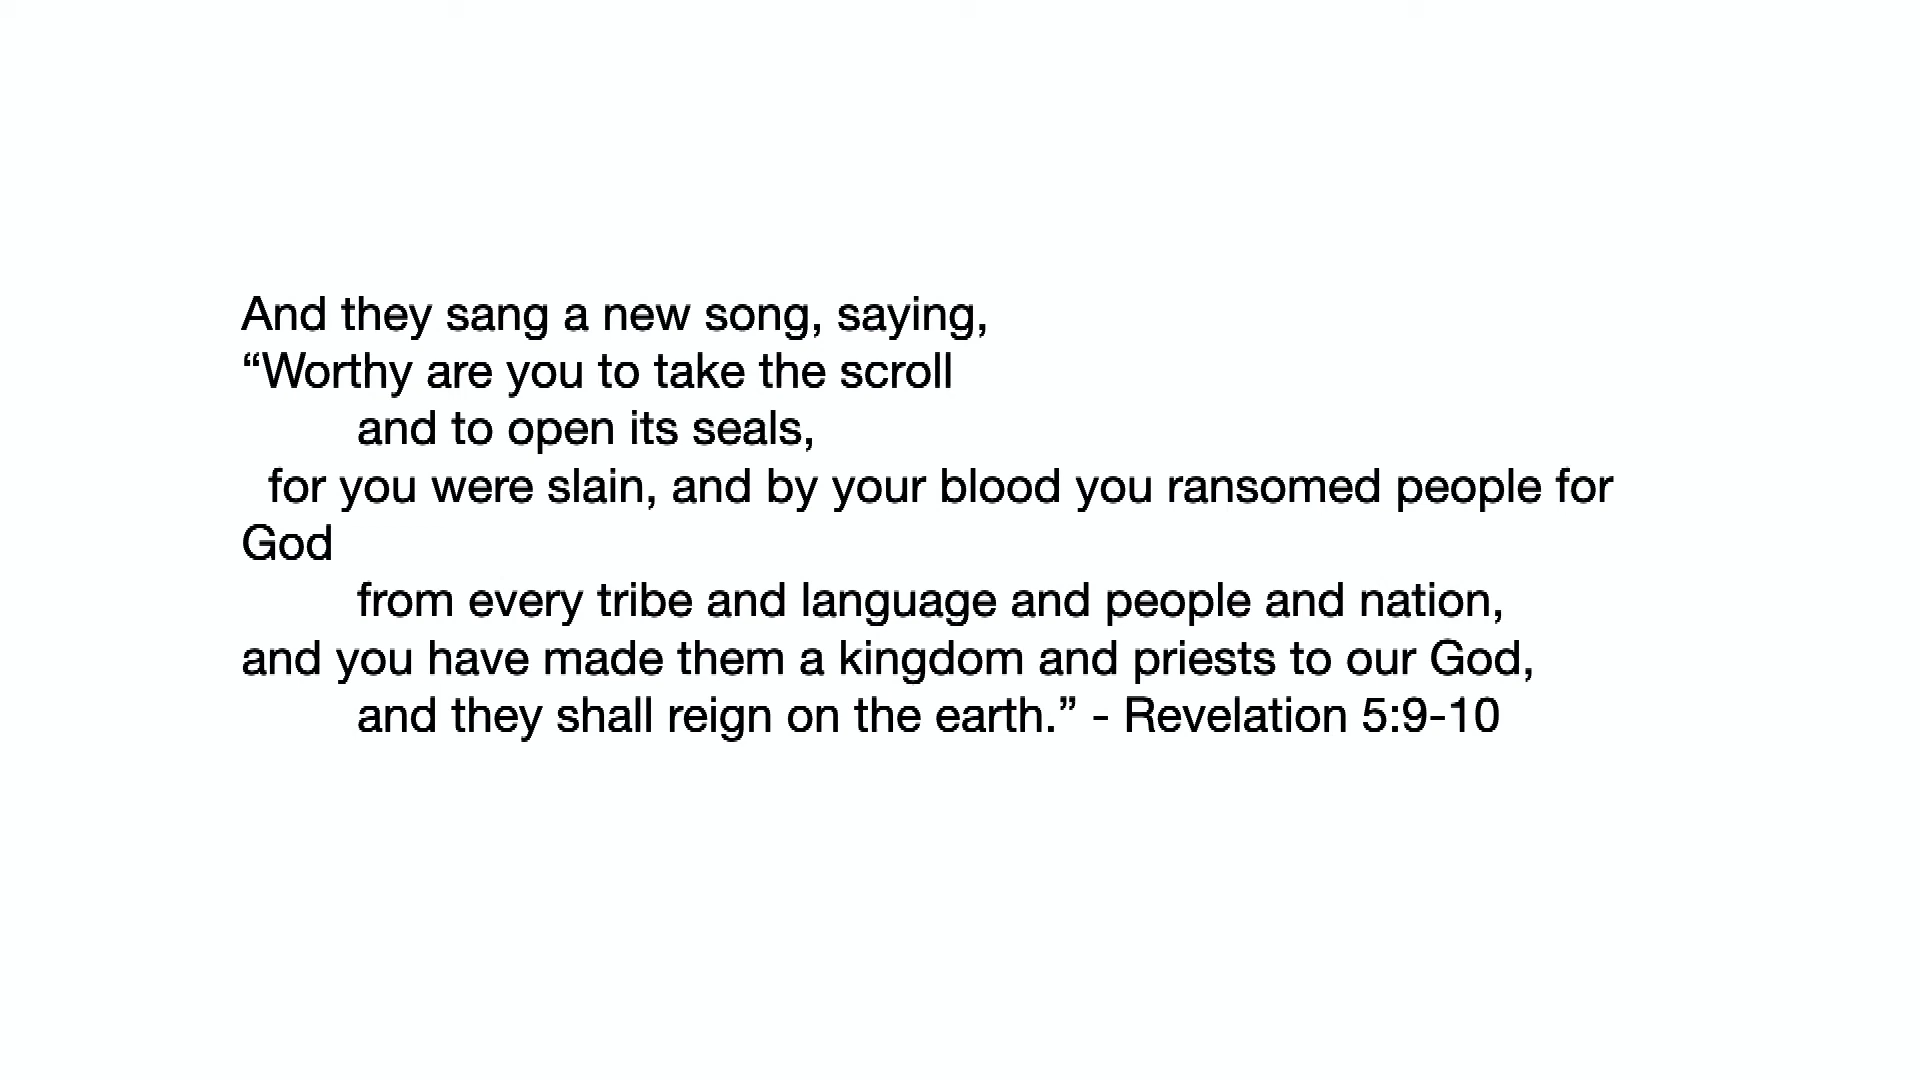 And they sang a new song, saying,
“Worthy are you to take the scroll
and to open its seals,
for you were slain, and by your blood you ransomed people for
God
from every tribe and language and people and nation,
and you have made them a kingdom and priests to our God,
and they shall reign on the earth.” - Revelation 5:9-10